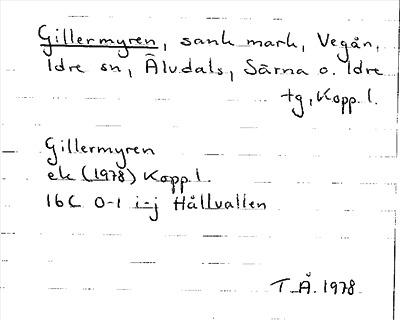 Gillermyren, sank mark, Vegån,
Idre sn, Älvdals, Särna o. Idre
tg, Kopp. l.
Gillermyren
ek (1978) Kopp. l.
16C 0-1 i-j Hållvallen
T. Å. 1978